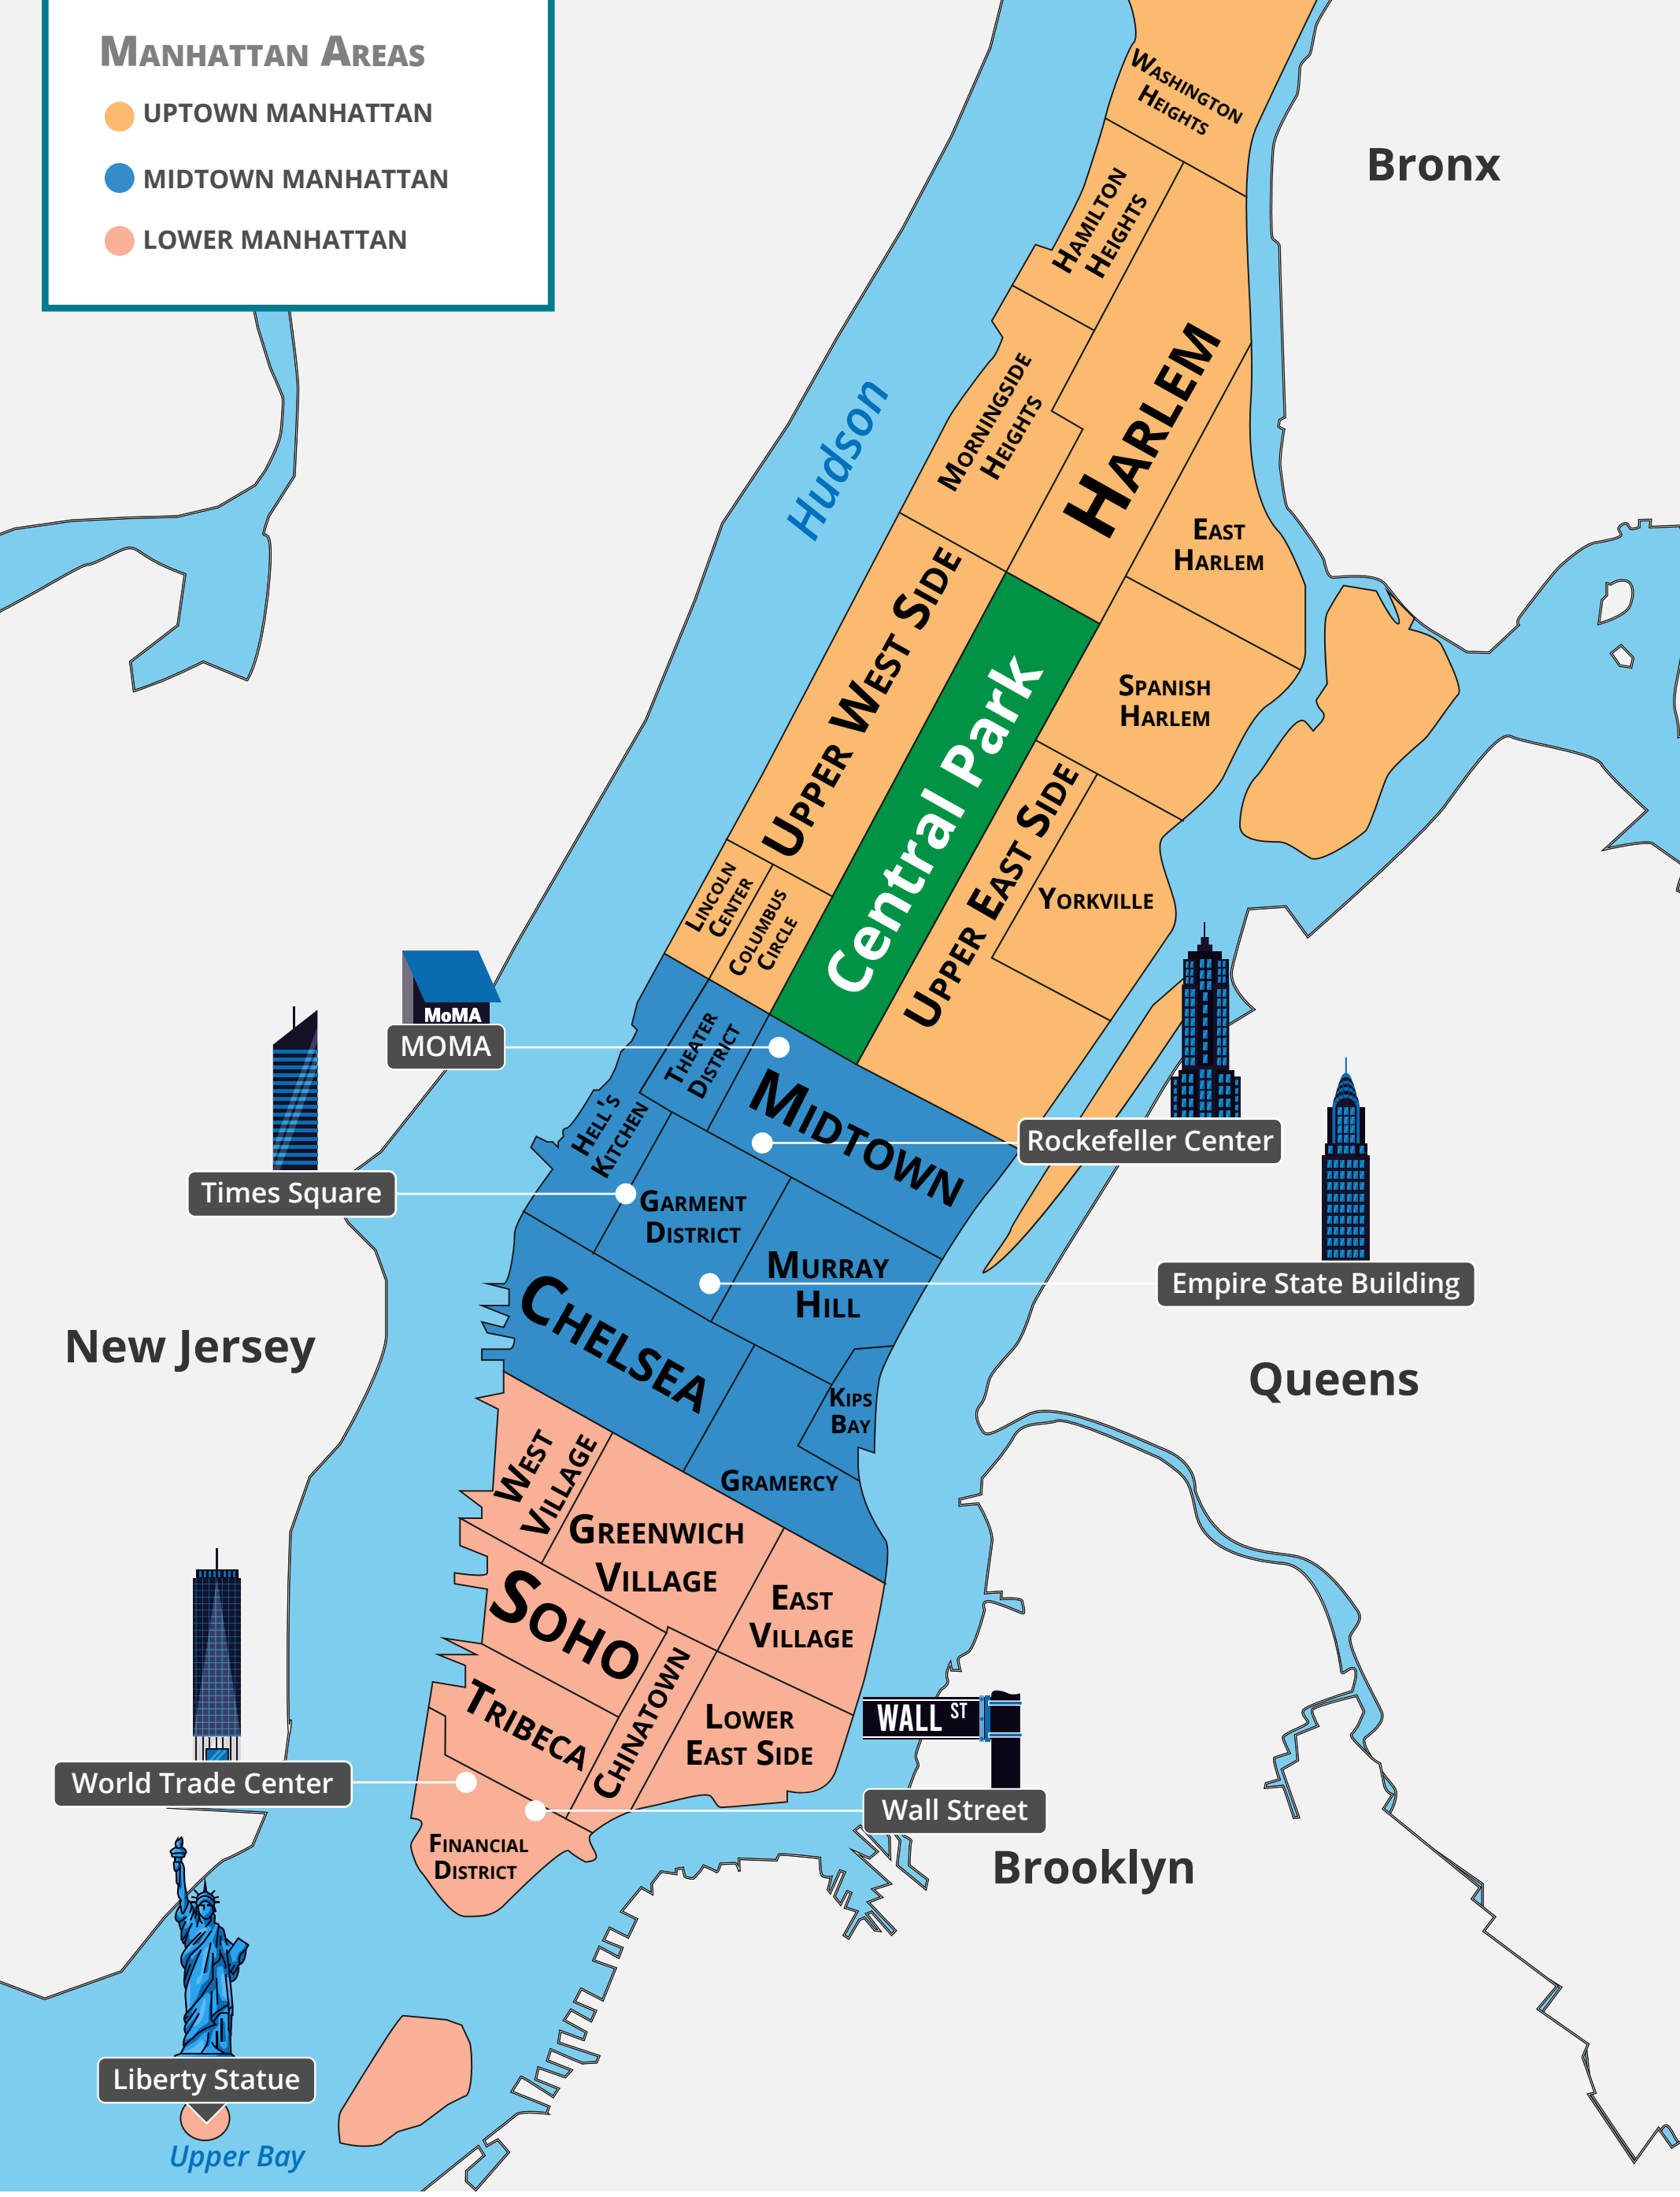 MANHATTAN AREAS
UPTOWN MANHATTAN
MIDTOWN MANHATTAN
LOWER MANHATTAN
WASHINGTON
HEIGHTS
Bronx
HAMILTON
HEIGHTS
HARLEM
MORNINGSIDE
HEIGHTS
Hudson
EAST
HARLEM
UPPER WEST SIDE
Central Park
SPANISH
HARLEM
UPPER EAST SIDE
YORKVILLE
LINCOLN
CENTER
COLUMBUS
CIRCLE
MoMA
MOMA
THEATER
DISTRICT
MIDTOWN
HELL'S
KITCHEN
Rockefeller Center
Times Square
GARMENT
DISTRICT
MURRAY
HILL
Empire State Building
CHELSEA
New Jersey
Queens
KIPS
BAY
GRAMERCY
WEST
VILLAGE
GREENWICH
VILLAGE
EAST
VILLAGE
SOHO
CHINATOWN
TRIBECA
LOWER
EAST SIDE
WALL ST
World Trade Center
Wall Street
FINANCIAL
DISTRICT
Brooklyn
Liberty Statue
Upper Bay